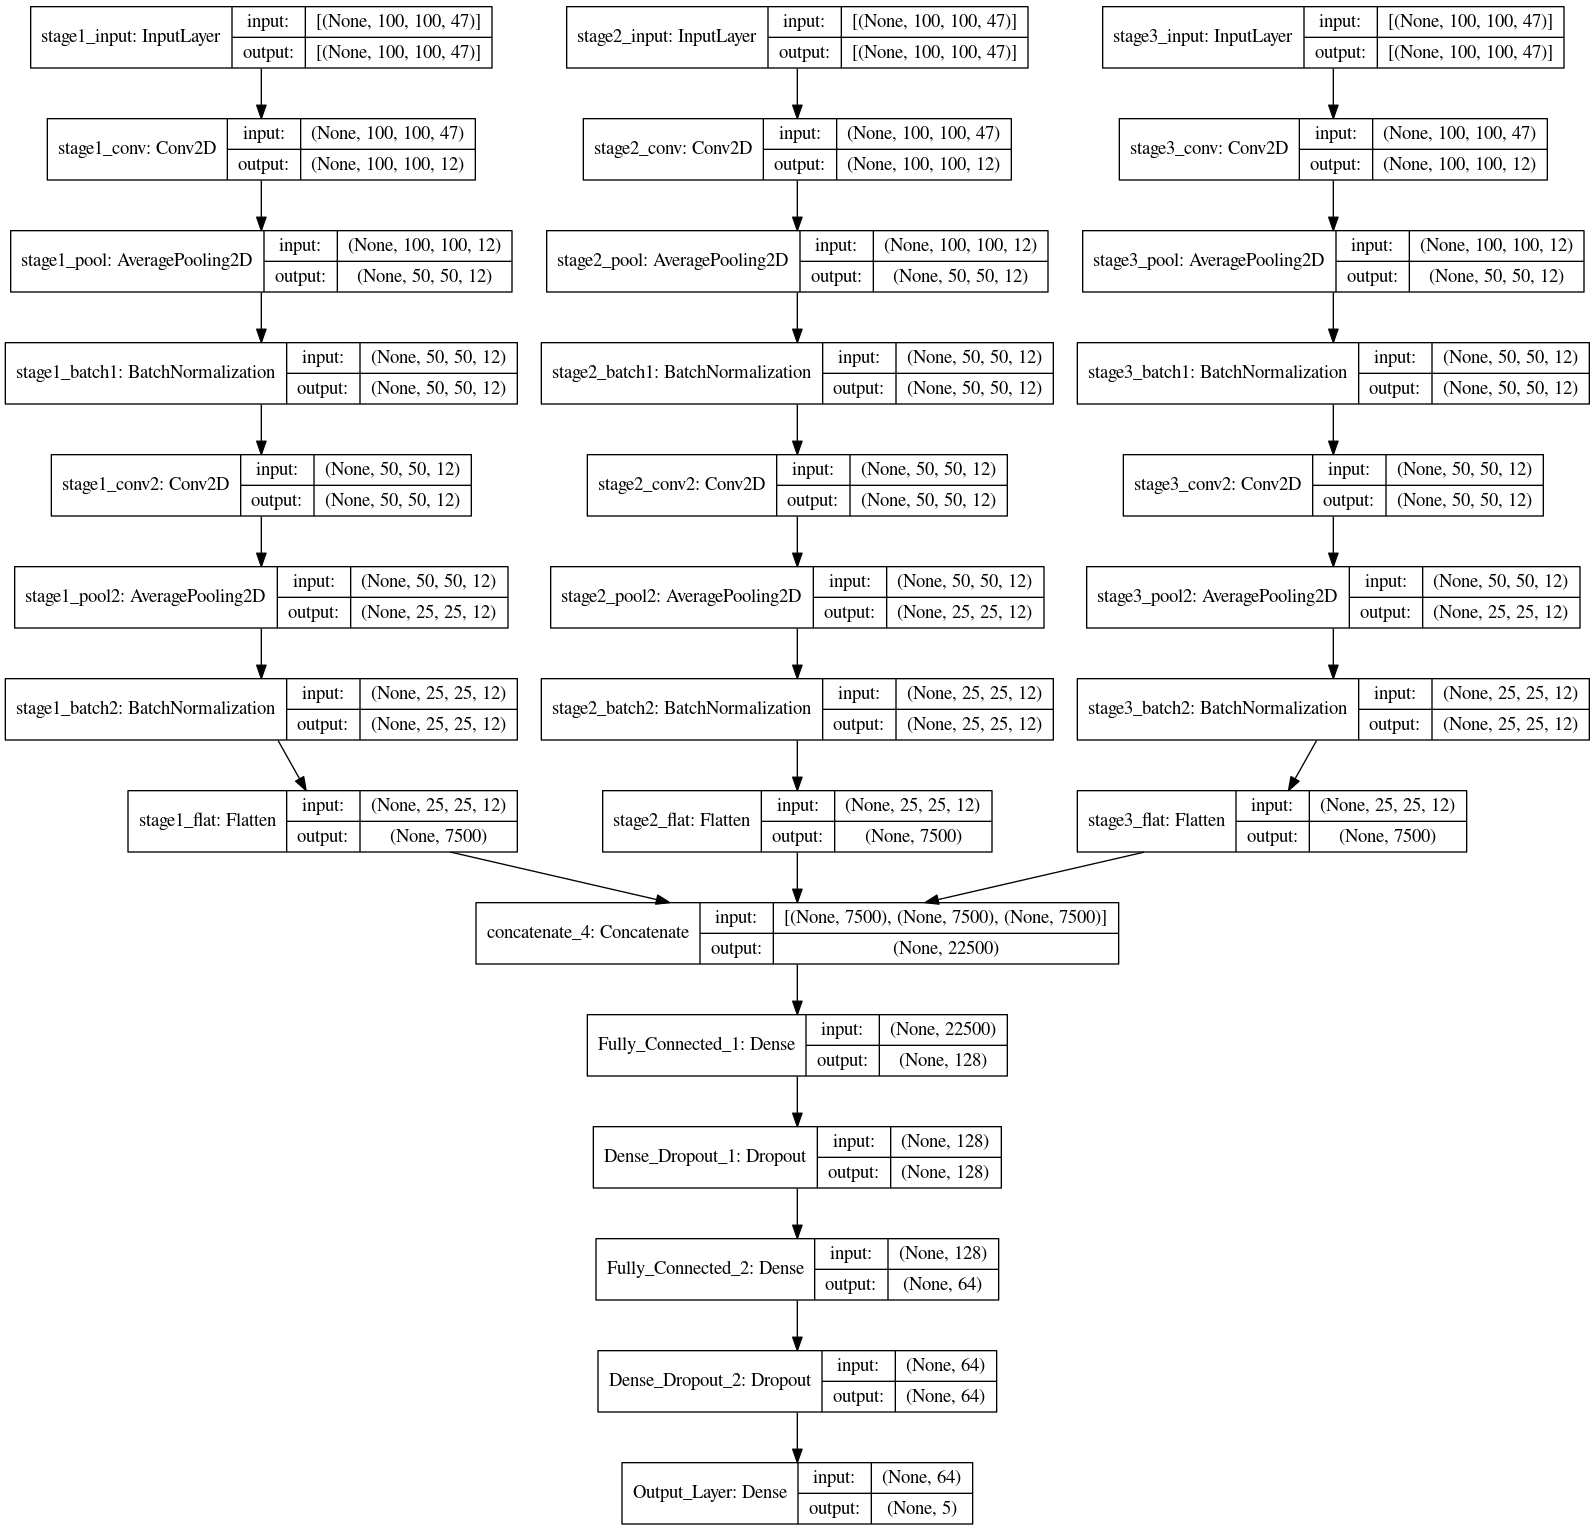 stage1_input: InputLayer input: [(None, 100, 100, 47)] output: [(None, 100, 100, 47)]
stage2_input: InputLayer input: [(None, 100, 100, 47)] output: [(None, 100, 100, 47)]
stage3_input: InputLayer input: [(None, 100, 100, 47)] output: [(None, 100, 100, 47)]
stage1_conv: Conv2D input: (None, 100, 100, 47) output: (None, 100, 100, 12)
stage2_conv: Conv2D input: (None, 100, 100, 47) output: (None, 100, 100, 12)
stage3_conv: Conv2D input: (None, 100, 100, 47) output: (None, 100, 100, 12)
stage1_pool: AveragePooling2D input: (None, 100, 100, 12) output: (None, 50, 50, 12)
stage2_pool: AveragePooling2D input: (None, 100, 100, 12) output: (None, 50, 50, 12)
stage3_pool: AveragePooling2D input: (None, 100, 100, 12) output: (None, 50, 50, 12)
stage1_batch1: BatchNormalization input: (None, 50, 50, 12) output: (None, 50, 50, 12)
stage2_batch1: BatchNormalization input: (None, 50, 50, 12) output: (None, 50, 50, 12)
stage3_batch1: BatchNormalization input: (None, 50, 50, 12) output: (None, 50, 50, 12)
stage1_conv2: Conv2D input: (None, 50, 50, 12) output: (None, 50, 50, 12)
stage2_conv2: Conv2D input: (None, 50, 50, 12) output: (None, 50, 50, 12)
stage3_conv2: Conv2D input: (None, 50, 50, 12) output: (None, 50, 50, 12)
stage1_pool2: AveragePooling2D input: (None, 50, 50, 12) output: (None, 25, 25, 12)
stage2_pool2: AveragePooling2D input: (None, 50, 50, 12) output: (None, 25, 25, 12)
stage3_pool2: AveragePooling2D input: (None, 50, 50, 12) output: (None, 25, 25, 12)
stage1_batch2: BatchNormalization input: (None, 25, 25, 12) output: (None, 25, 25, 12)
stage2_batch2: BatchNormalization input: (None, 25, 25, 12) output: (None, 25, 25, 12)
stage3_batch2: BatchNormalization input: (None, 25, 25, 12) output: (None, 25, 25, 12)
stage1_flat: Flatten input: (None, 25, 25, 12) output: (None, 7500)
stage2_flat: Flatten input: (None, 25, 25, 12) output: (None, 7500)
stage3_flat: Flatten input: (None, 25, 25, 12) output: (None, 7500)
concatenate_4: Concatenate input: [(None, 7500), (None, 7500), (None, 7500)] output: (None, 22500)
Fully_Connected_1: Dense input: (None, 22500) output: (None, 128)
Dense_Dropout_1: Dropout input: (None, 128) output: (None, 128)
Fully_Connected_2: Dense input: (None, 128) output: (None, 64)
Dense_Dropout_2: Dropout input: (None, 64) output: (None, 64)
Output_Layer: Dense input: (None, 64) output: (None, 5)